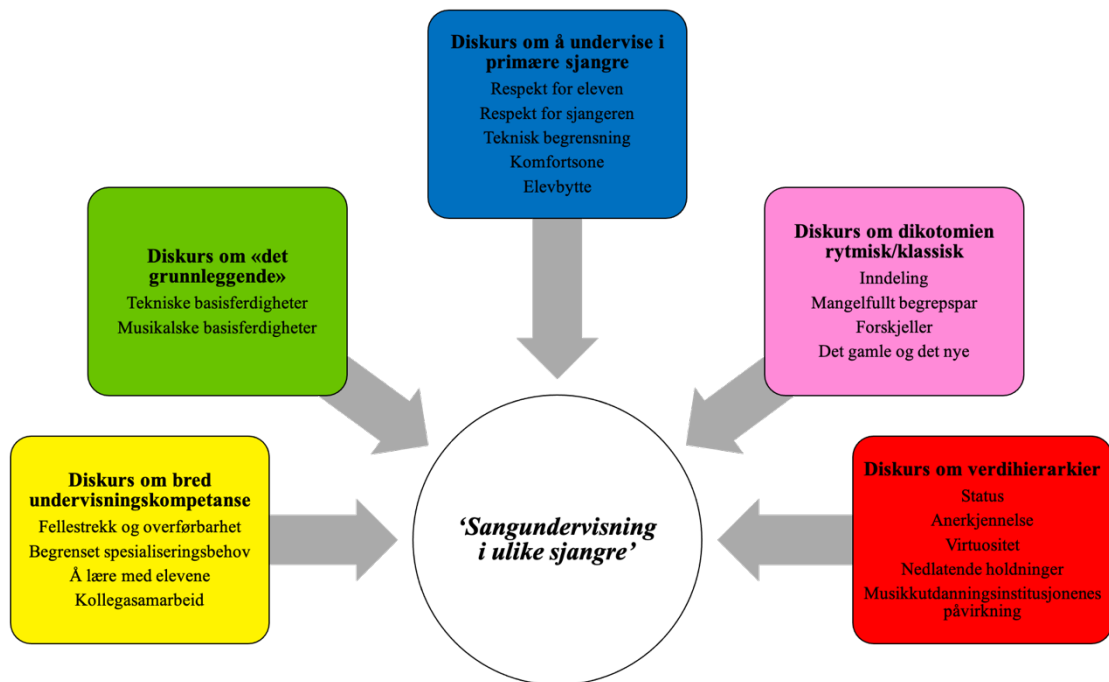 Diskurs om å undervise i
primære sjangre
Respekt for eleven
Respekt for sjangeren
Teknisk begrensning
Komfortsone
Elevbytte
Diskurs om «det
grunnleggende»
Tekniske basisferdigheter
Musikalske basisferdigheter
Diskurs om dikotomien
rytmisk/klassisk
Inndeling
Mangelfullt begrepspar
Forskjeller
Det gamle og det nye
Diskurs om bred
undervisningskompetanse
Fellestrekk og overførbarhet
Begrenset spesialiseringsbehov
Å lære med elevene
Kollegasamarbeid
‘Sangundervisning
i ulike sjangre’
Diskurs om verdihierarkier
Status
Anerkjennelse
Virtuositet
Nedlatende holdninger
Musikkutdanningsinstitusjonenes
påvirkning